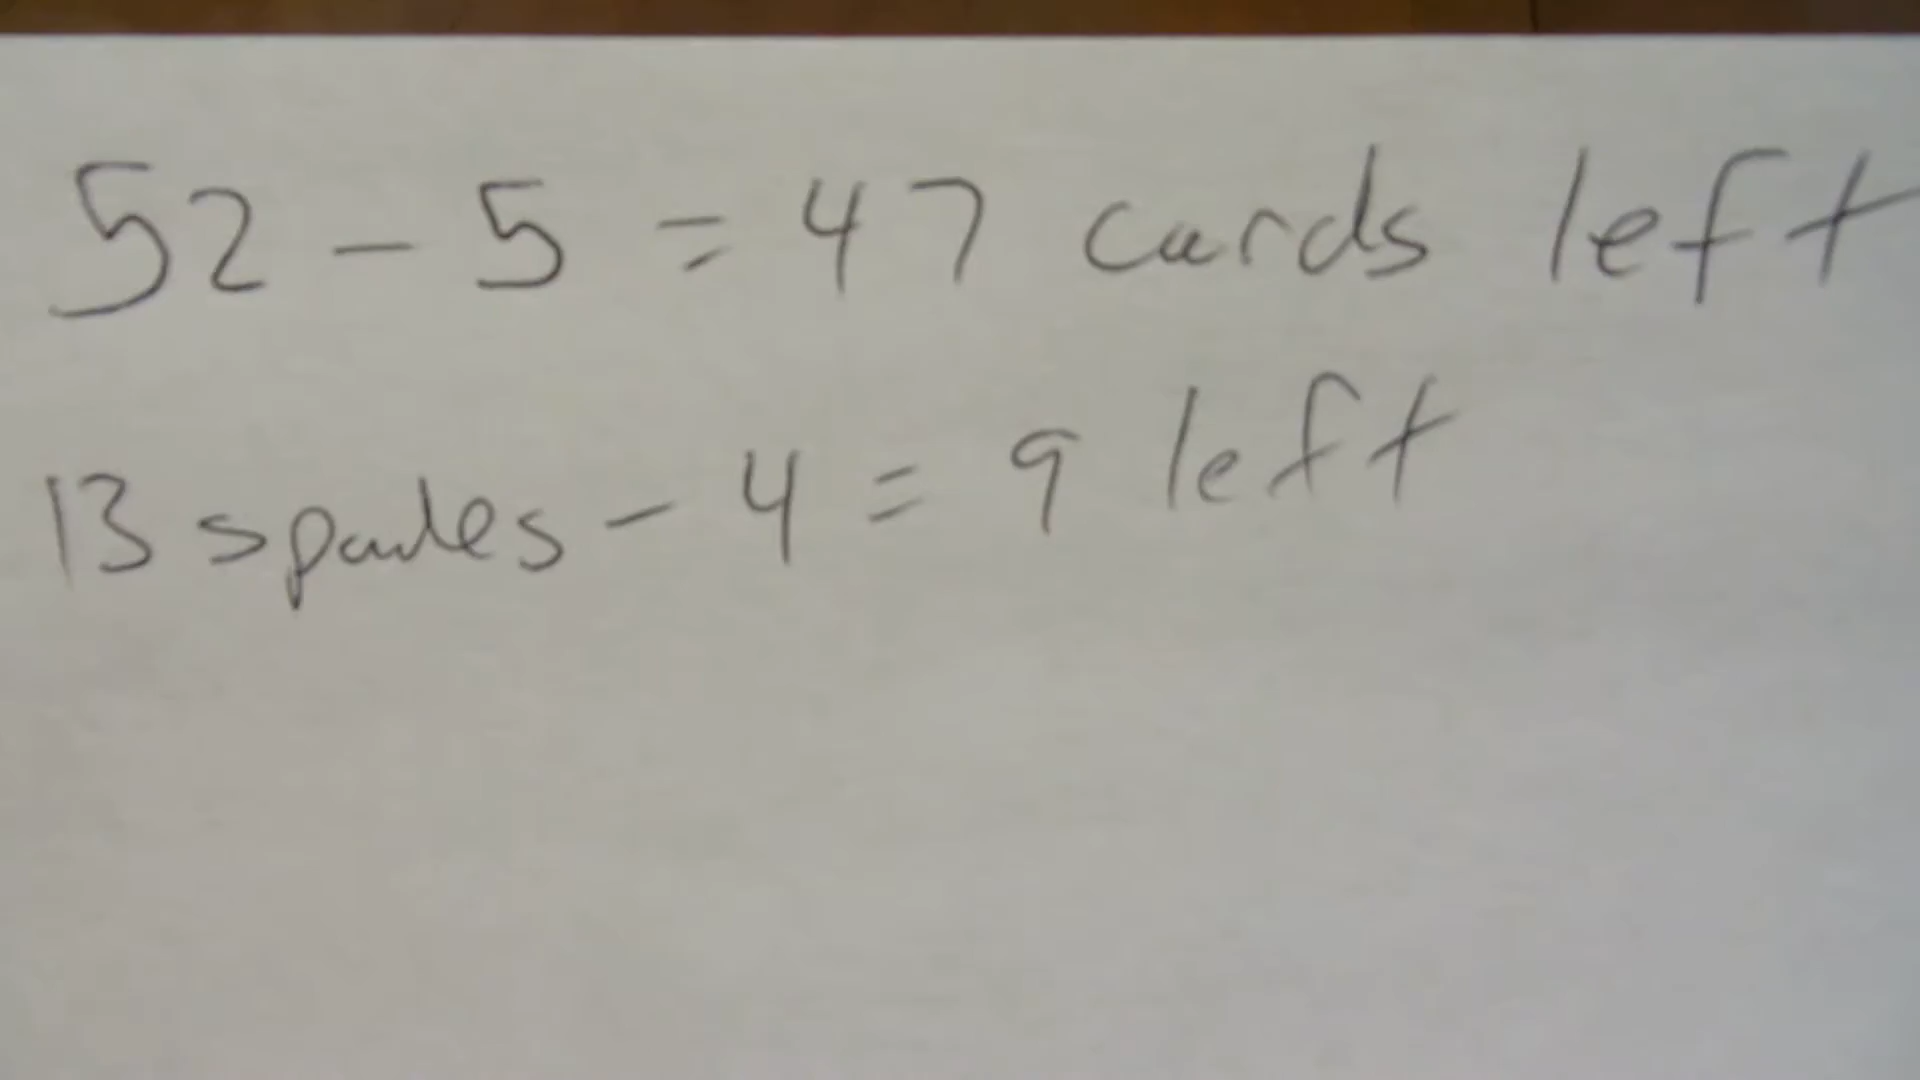 52 - 5 = 47 cards left
13 spades - 4 = 9 left